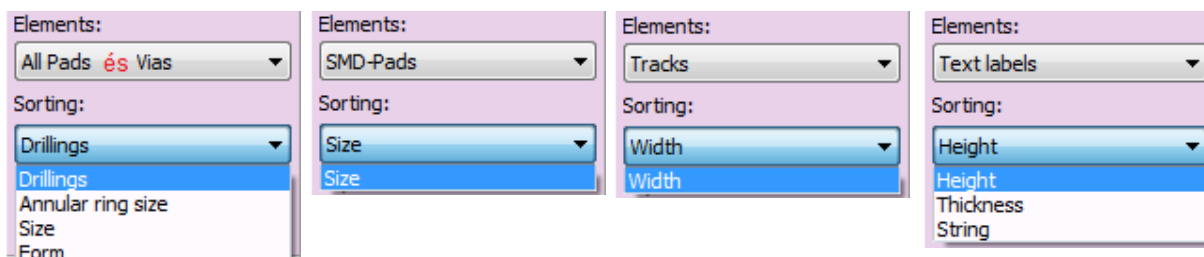 Elements:
All Pads és Vias
Sorting:
Drillings
Drillings
Annular ring size
Size
Form
Elements:
SMD-Pads
Sorting:
Size
Size
Elements:
Tracks
Sorting:
Width
Width
Elements:
Text labels
Sorting:
Height
Height
Thickness
String